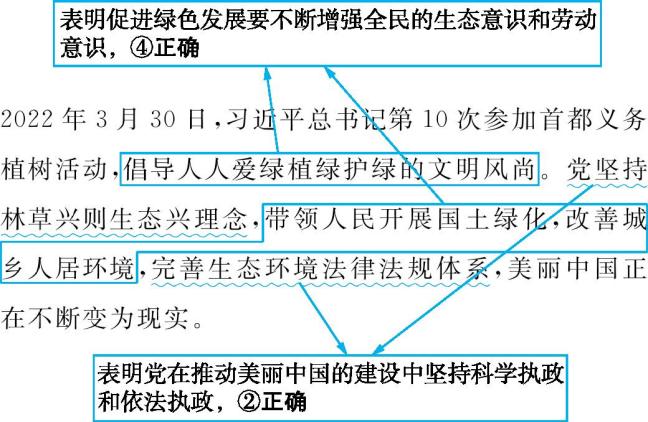 表明促进绿色发展要不断增强全民的生态意识和劳动
意识，④正确
2022 年 3 月 30 日，习近平总书记第 10 次参加首都义务
植树活动，倡导人人爱绿植绿护绿的文明风尚。党坚持
林草兴则生态兴理念，带领人民开展国土绿化，改善城
乡人居环境，完善生态环境法律法规体系，美丽中国正
在不断变为现实。
表明党在推动美丽中国的建设中坚持科学执政
和依法执政，②正确